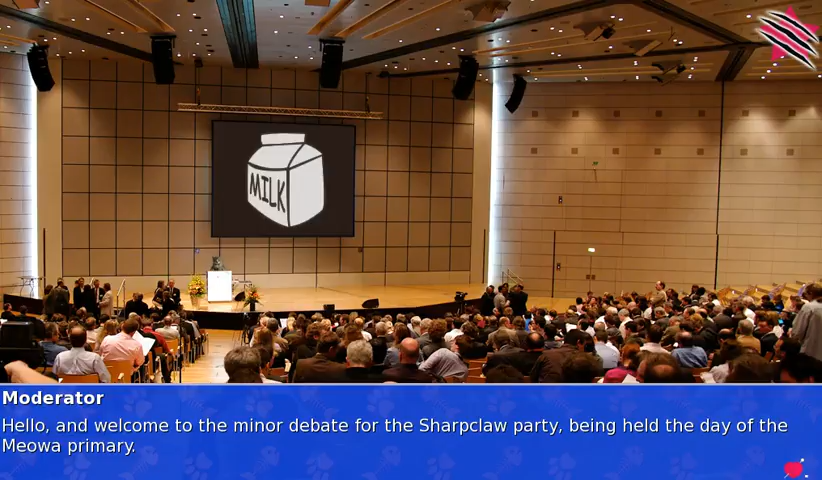 MILK
Moderator
Hello, and welcome to the minor debate for the Sharpclaw party, being held the day of the
Meowa primary.